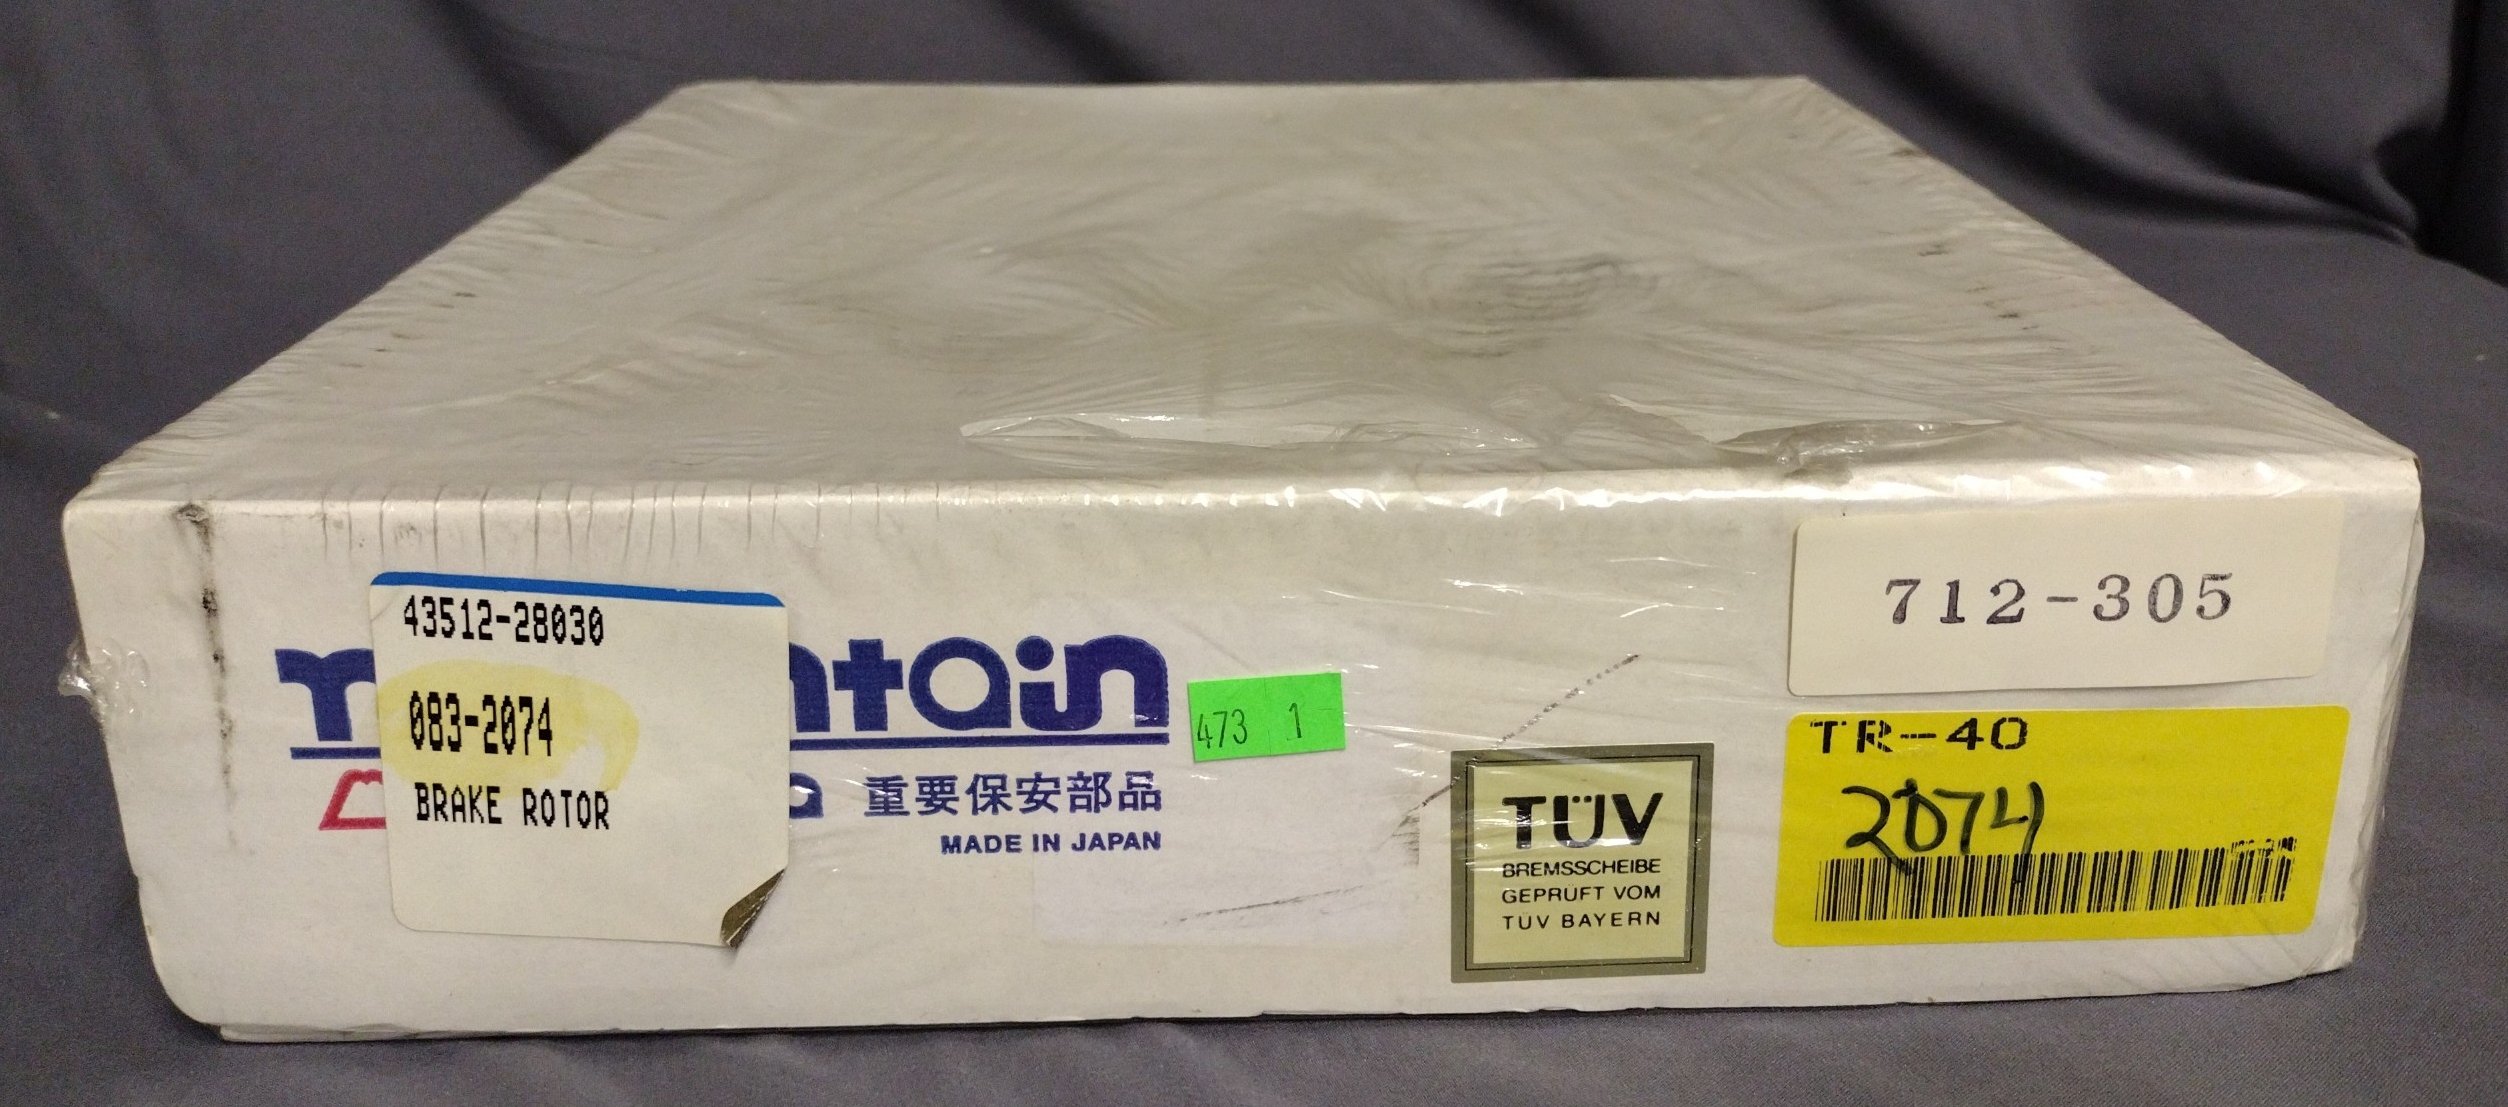 43512-28030
083-2074
BRAKE ROTOR
ntain
重要保安部品
MADE IN JAPAN
473 1
TÜV
BREMSSCHEIBE
GEPRÜFT VOM
TÜV BAYERN
712-305
TR-40
2074